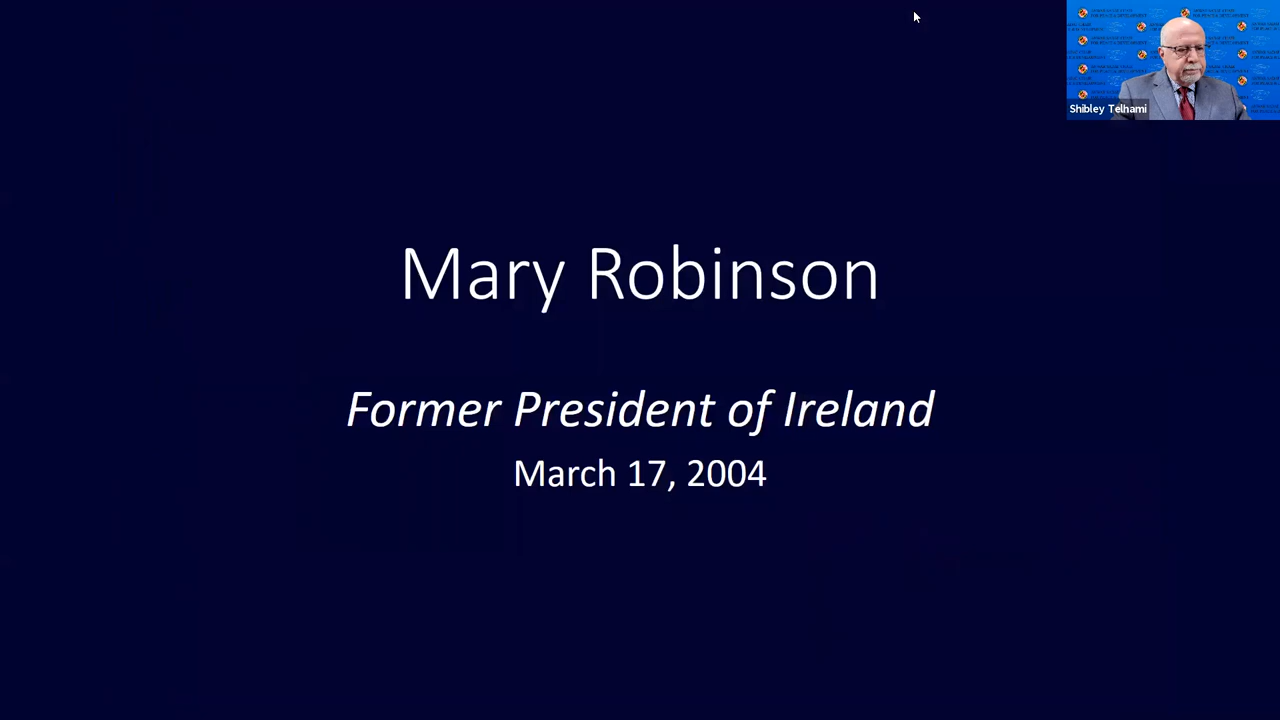 Shibley Telhami
Mary Robinson
Former President of Ireland
March 17, 2004